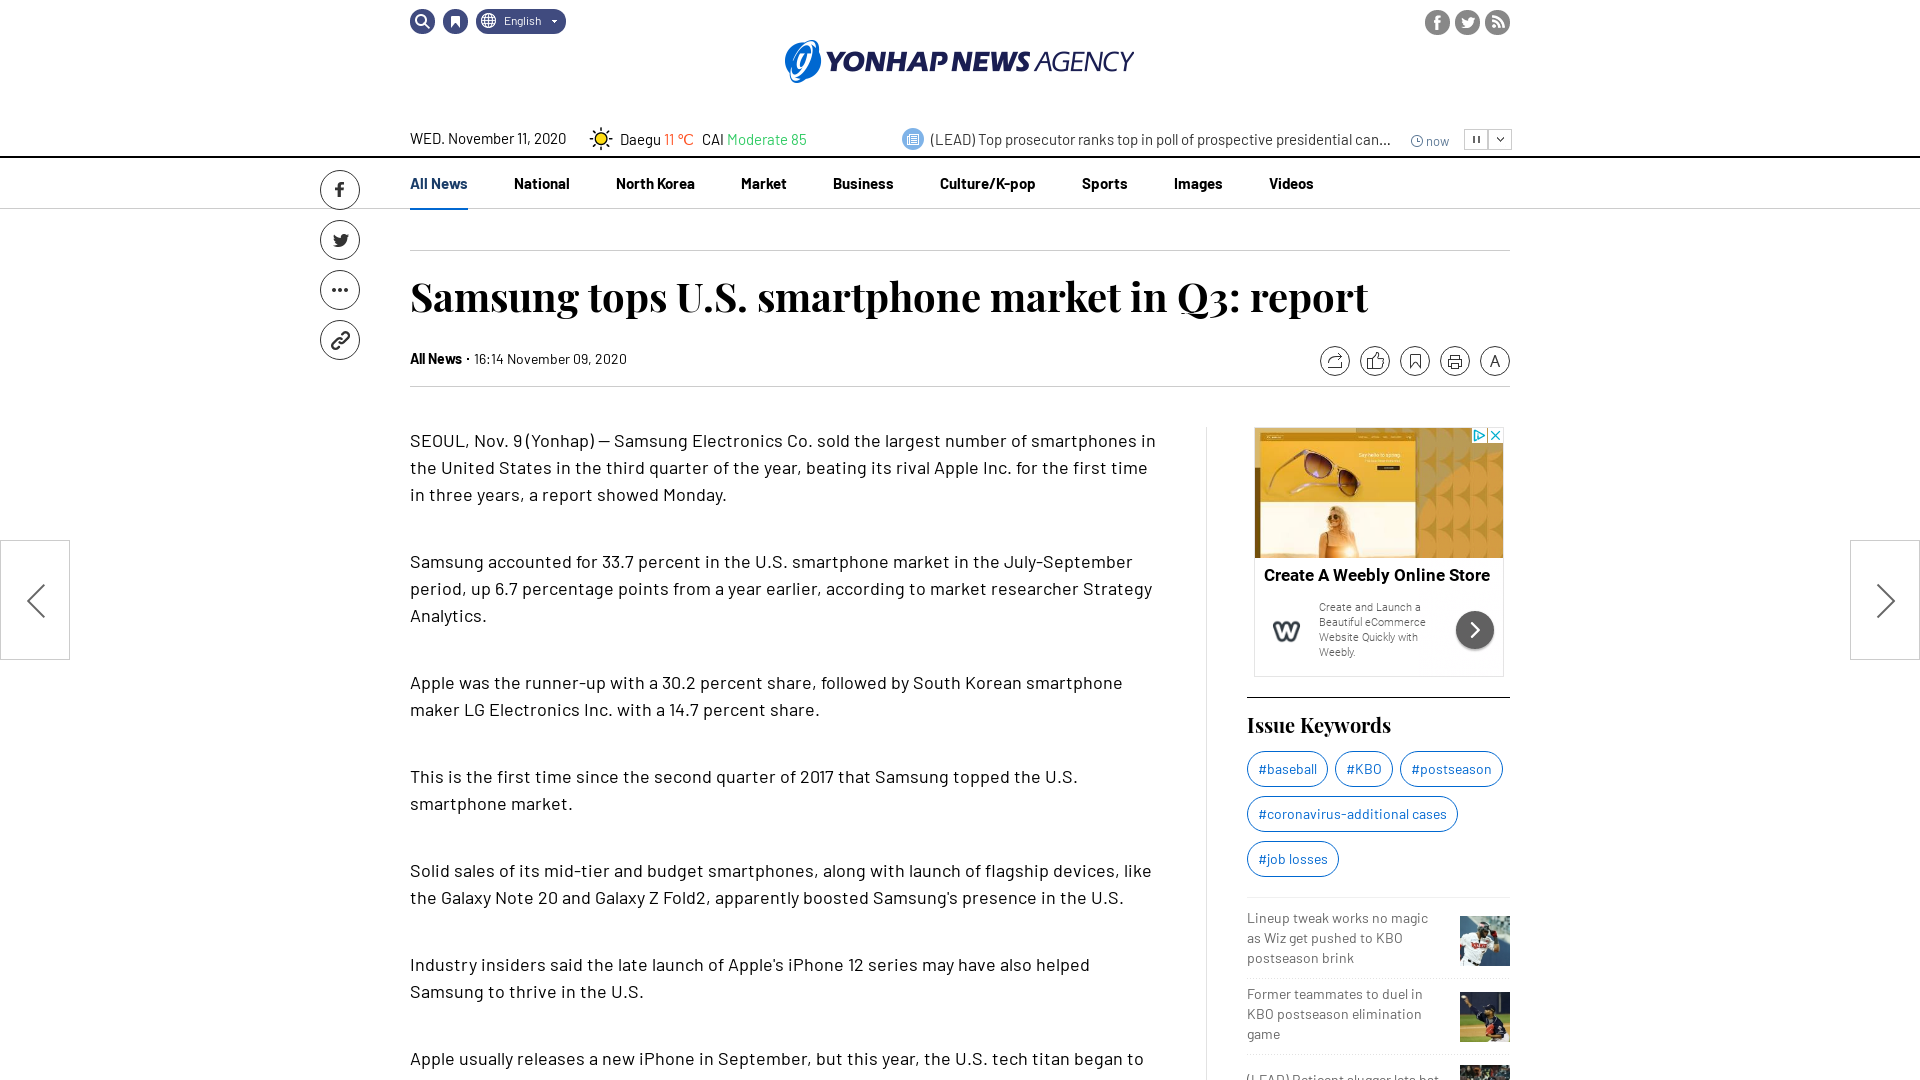 English
YONHAP NEWS AGENCY
WED. November 11, 2020
Daegu 11 ℃ CAI Moderate 85
(LEAD) Top prosecutor ranks top in poll of prospective presidential can...
now
All News
National
North Korea
Market
Business
Culture/K-pop
Sports
Images
Videos
Samsung tops U.S. smartphone market in Q3: report
All News · 16:14 November 09, 2020
A
SEOUL, Nov. 9 (Yonhap) — Samsung Electronics Co. sold the largest number of smartphones in
the United States in the third quarter of the year, beating its rival Apple Inc. for the first time
in three years, a report showed Monday.
Samsung accounted for 33.7 percent in the U.S. smartphone market in the July-September
period, up 6.7 percentage points from a year earlier, according to market researcher Strategy
Analytics.
Apple was the runner-up with a 30.2 percent share, followed by South Korean smartphone
maker LG Electronics Inc. with a 14.7 percent share.
This is the first time since the second quarter of 2017 that Samsung topped the U.S.
smartphone market.
Solid sales of its mid-tier and budget smartphones, along with launch of flagship devices, like
the Galaxy Note 20 and Galaxy Z Fold2, apparently boosted Samsung's presence in the U.S.
Industry insiders said the late launch of Apple's iPhone 12 series may have also helped
Samsung to thrive in the U.S.
Apple usually releases a new iPhone in September, but this year, the U.S. tech titan began to
Create A Weebly Online Store
Create and Launch a
Beautiful eCommerce
Website Quickly with
Weebly.
Issue Keywords
#baseball
#KBO
#postseason
#coronavirus-additional cases
#job losses
Lineup tweak works no magic
as Wiz get pushed to KBO
postseason brink
Former teammates to duel in
KBO postseason elimination
game
(LEAD) Reticent slugger lets bat